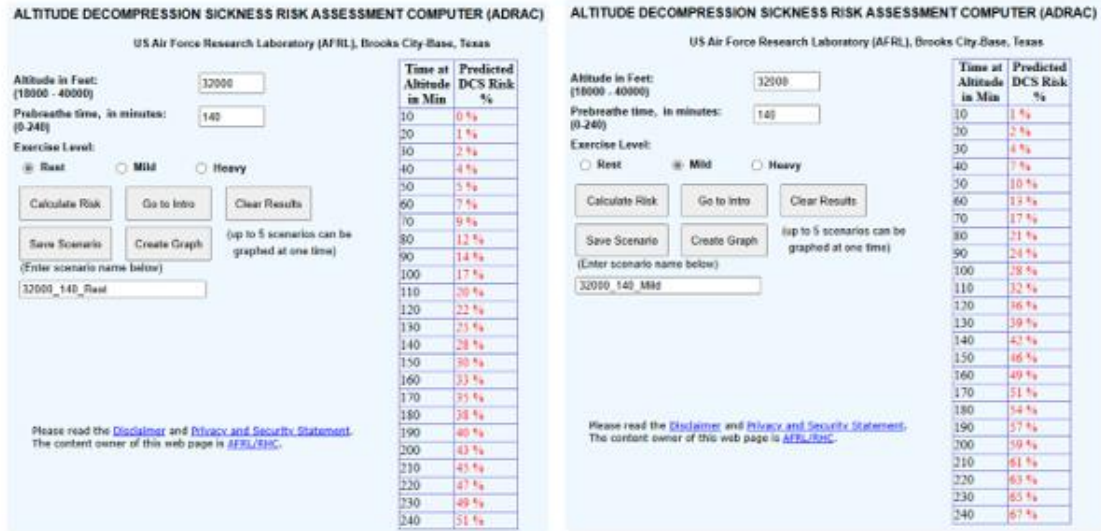 ALTITUDE DECOMPRESSION SICKNESS RISK ASSESSMENT COMPUTER (ADRAC)
US Air Force Research Laboratory (AFRL), Brooks City-Base, Texas
Altitude in Feet:
(18000 - 40000)
32000
Prebreathe time, in minutes:
(0-240)
140
Exercise Level:
Rest Mild Heavy
Calculate Risk Go to Intro Clear Results
Save Scenario Create Graph (up to 5 scenarios can be
graphed at one time)
(Enter scenario name below)
32000_140_Rest
Please read the Disclaimer and Privacy and Security Statement.
The content owner of this web page is AFRL/RHC.
Time at Predicted
Altitude DCS Risk
in Min %
10 0 %
20 1 %
30 2 %
40 4 %
50 5 %
60 7 %
70 9 %
80 12 %
90 14 %
100 17 %
110 20 %
120 22 %
130 25 %
140 28 %
150 30 %
160 33 %
170 35 %
180 38 %
190 40 %
200 43 %
210 45 %
220 47 %
230 49 %
240 51 %
ALTITUDE DECOMPRESSION SICKNESS RISK ASSESSMENT COMPUTER (ADRAC)
US Air Force Research Laboratory (AFRL), Brooks City-Base, Texas
Altitude in Feet:
(18000 - 40000)
32000
Prebreathe time, in minutes:
(0-240)
140
Exercise Level:
Rest Mild Heavy
Calculate Risk Go to Intro Clear Results
Save Scenario Create Graph (up to 5 scenarios can be
graphed at one time)
(Enter scenario name below)
32000_140_Mild
Please read the Disclaimer and Privacy and Security Statement.
The content owner of this web page is AFRL/RHC.
Time at Predicted
Altitude DCS Risk
in Min %
10 1 %
20 2 %
30 4 %
40 7 %
50 10 %
60 13 %
70 17 %
80 21 %
90 24 %
100 28 %
110 32 %
120 36 %
130 39 %
140 42 %
150 46 %
160 49 %
170 51 %
180 54 %
190 57 %
200 59 %
210 61 %
220 63 %
230 65 %
240 67 %